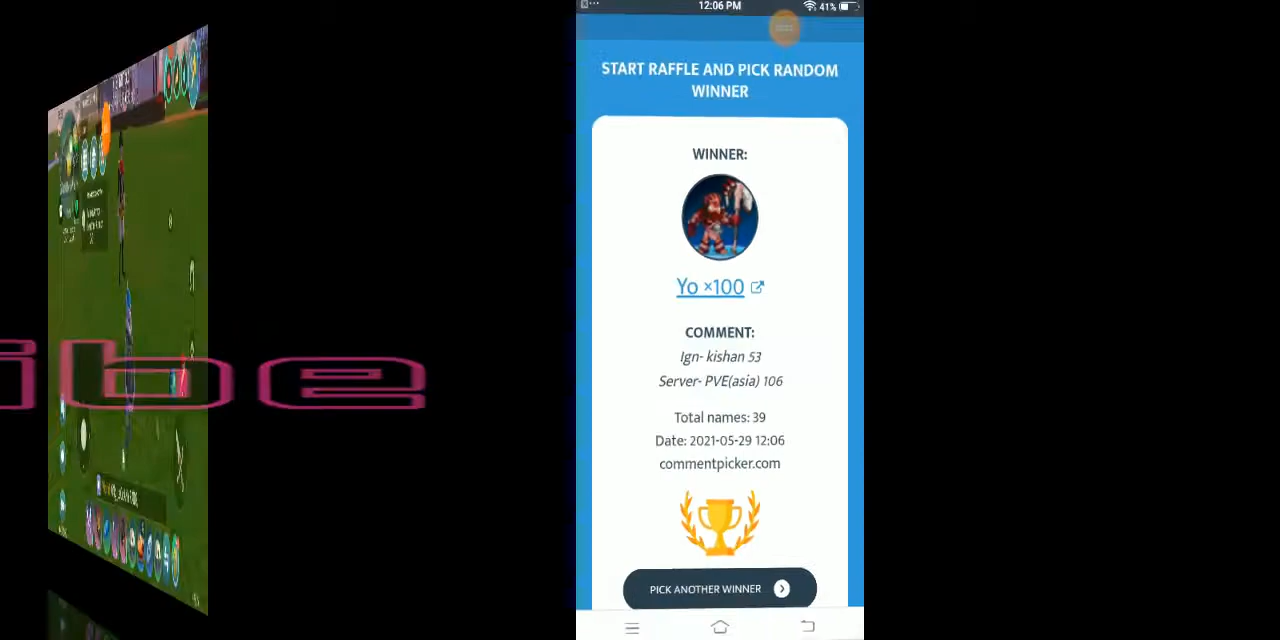 12:06 PM
41%
START RAFFLE AND PICK RANDOM
WINNER
WINNER:
Yo ×100
COMMENT:
Ign- kishan 53
Server- PVE(asia) 106
Total names: 39
Date: 2021-05-29 12:06
commentpicker.com
PICK ANOTHER WINNER
ibe